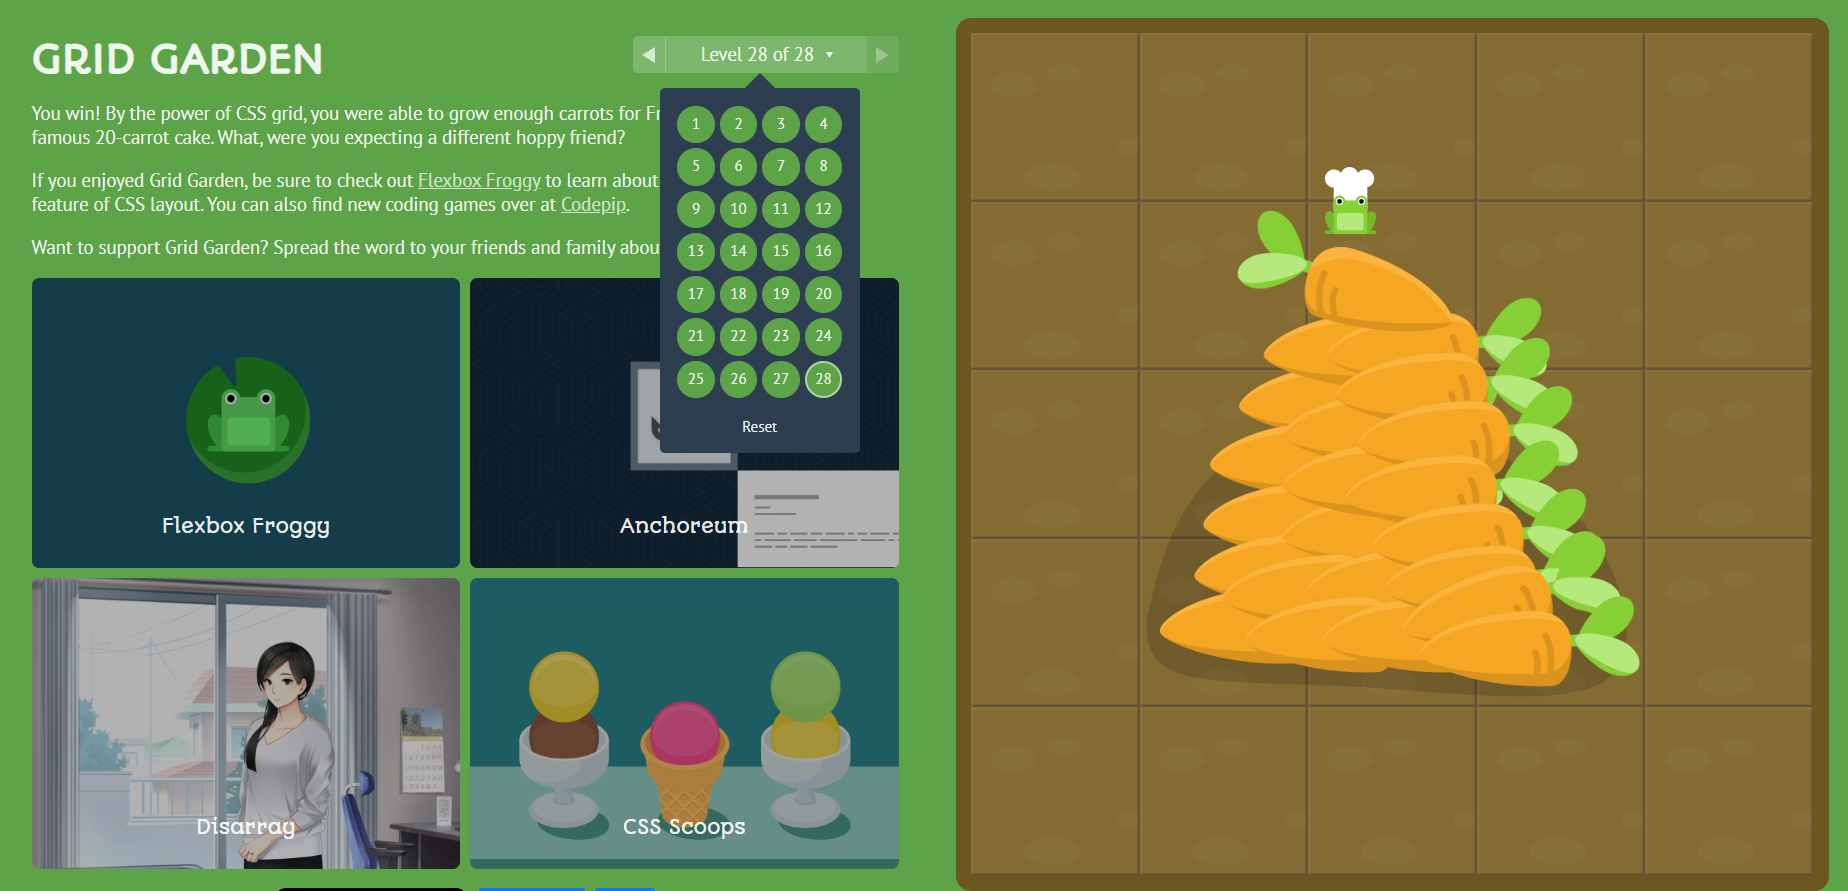 GRID GARDEN
Level 28 of 28
You win! By the power of CSS grid, you were able to grow enough carrots for Fr
famous 20-carrot cake. What, were you expecting a different hoppy friend?
If you enjoyed Grid Garden, be sure to check out Flexbox Froggy to learn about
feature of CSS layout. You can also find new coding games over at Codepip.
Want to support Grid Garden? Spread the word to your friends and family abou
1 2 3 4
5 6 7 8
9 10 11 12
13 14 15 16
17 18 19 20
21 22 23 24
25 26 27 28
Reset
Flexbox Froggy
Anchoreum
Disarray
CSS Scoops